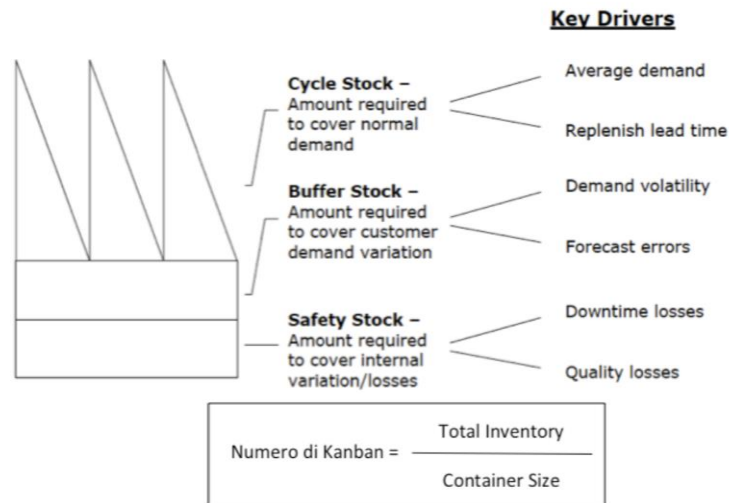 Key Drivers
Cycle Stock –
Amount required
to cover normal
demand
Average demand
Replenish lead time
Buffer Stock –
Amount required
to cover customer
demand variation
Demand volatility
Forecast errors
Safety Stock –
Amount required
to cover internal
variation/losses
Downtime losses
Quality losses
Numero di Kanban =
Total Inventory
Container Size